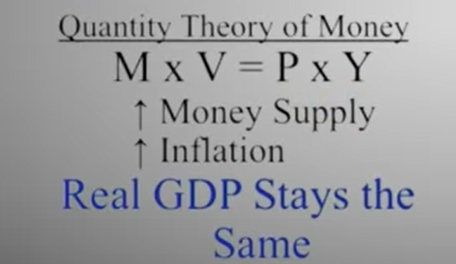 Quantity Theory of Money
M x V = P x Y
↑ Money Supply
↑ Inflation
Real GDP Stays the
Same